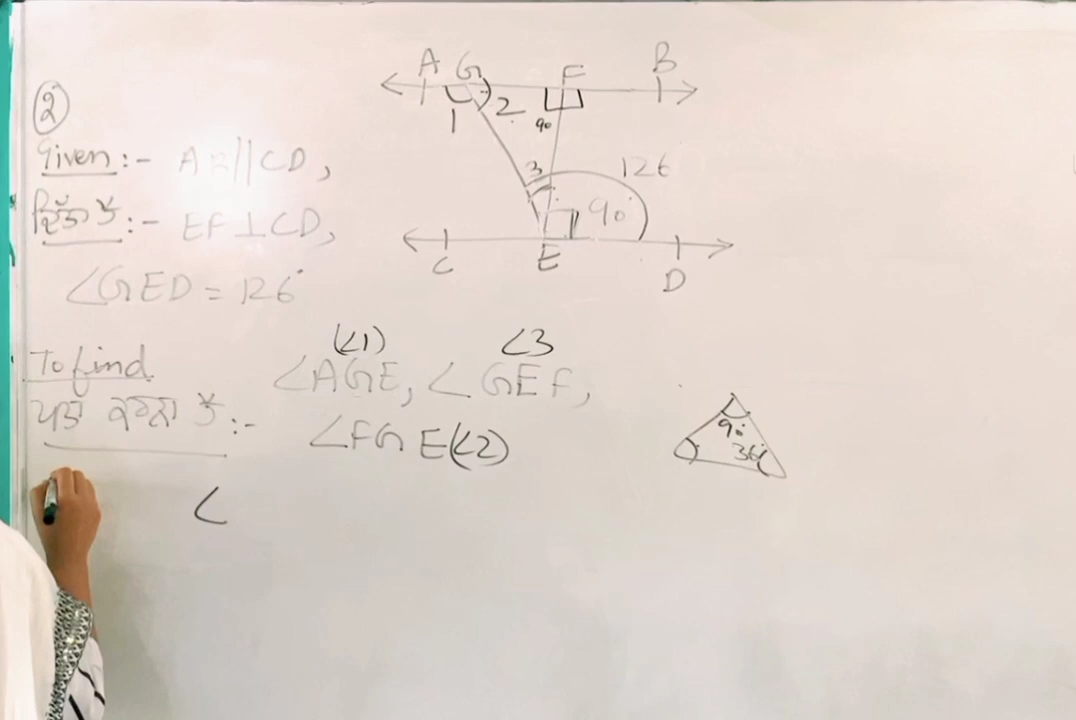 A G F B
2
90
1
②
Given :- AB || CD,
3 126
ਦਿੱਤਾ ਹੈ :- EF ⊥ CD,
90°
C E D
∠GED = 126°
(∠1) ∠3
To find ∠AGE, ∠GEF,
ਪਤਾ ਕਰਨਾ ਹੈ :- ∠FGE (∠2)
90
36
∠